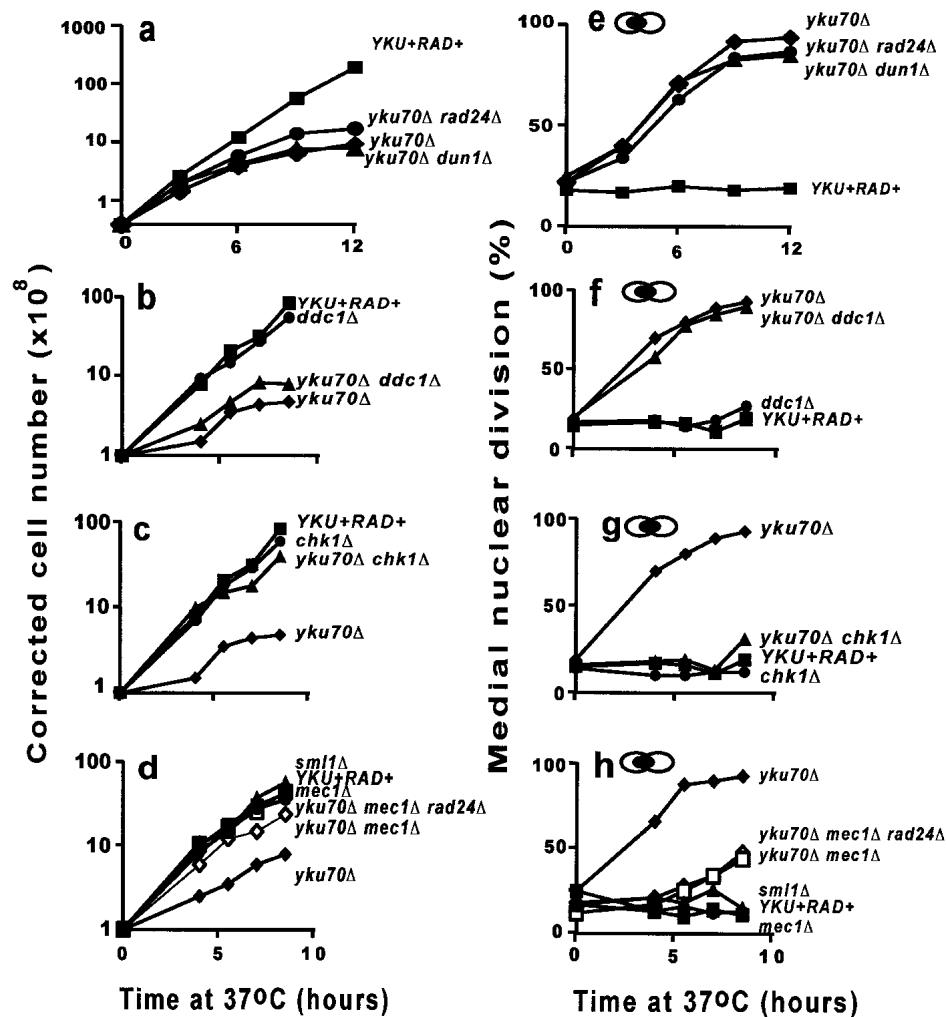 Corrected cell number (x10⁸)
Medial nuclear division (%)
a
1000
100
10
1
0
6
12
YKU+RAD+
yku70Δ rad24Δ
yku70Δ
yku70Δ dun1Δ
e
100
50
0
0
6
12
yku70Δ
yku70Δ rad24Δ
yku70Δ dun1Δ
YKU+RAD+
b
100
10
1
YKU+RAD+
ddc1Δ
yku70Δ ddc1Δ
yku70Δ
f
100
50
0
yku70Δ
yku70Δ ddc1Δ
ddc1Δ
YKU+RAD+
c
100
10
1
YKU+RAD+
chk1Δ
yku70Δ chk1Δ
yku70Δ
g
100
50
0
yku70Δ
yku70Δ chk1Δ
YKU+RAD+
chk1Δ
d
100
10
1
0
5
10
sml1Δ
YKU+RAD+
mec1Δ
yku70Δ mec1Δ rad24Δ
yku70Δ mec1Δ
yku70Δ
h
100
50
0
0
5
10
yku70Δ
yku70Δ mec1Δ rad24Δ
yku70Δ mec1Δ
sml1Δ
YKU+RAD+
mec1Δ
Time at 37ºC (hours)
Time at 37ºC (hours)